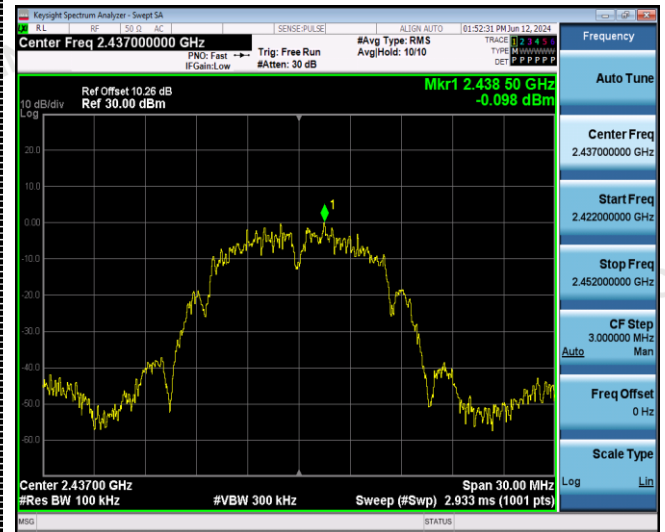 Keysight Spectrum Analyzer - Swept SA
RL RF 50 Ω AC SENSE:PULSE ALIGN AUTO 01:52:31 PM Jun 12, 2024
Center Freq 2.437000000 GHz
PNO: Fast
IFGain:Low
Trig: Free Run
#Atten: 30 dB
#Avg Type: RMS
Avg|Hold: 10/10
TRACE 1 2 3 4 5 6
TYPE M WWWWW
DET P P P P P P
Ref Offset 10.26 dB
10 dB/div Ref 30.00 dBm
Log
Mkr1 2.438 50 GHz
-0.098 dBm
20.0
10.0
0.00
-10.0
-20.0
-30.0
-40.0
-50.0
-60.0
1
Center 2.43700 GHz Span 30.00 MHz
#Res BW 100 kHz #VBW 300 kHz Sweep (#Swp) 2.933 ms (1001 pts)
MSG STATUS
Frequency
Auto Tune
Center Freq
2.437000000 GHz
Start Freq
2.422000000 GHz
Stop Freq
2.452000000 GHz
CF Step
3.000000 MHz
Auto Man
Freq Offset
0 Hz
Scale Type
Log Lin